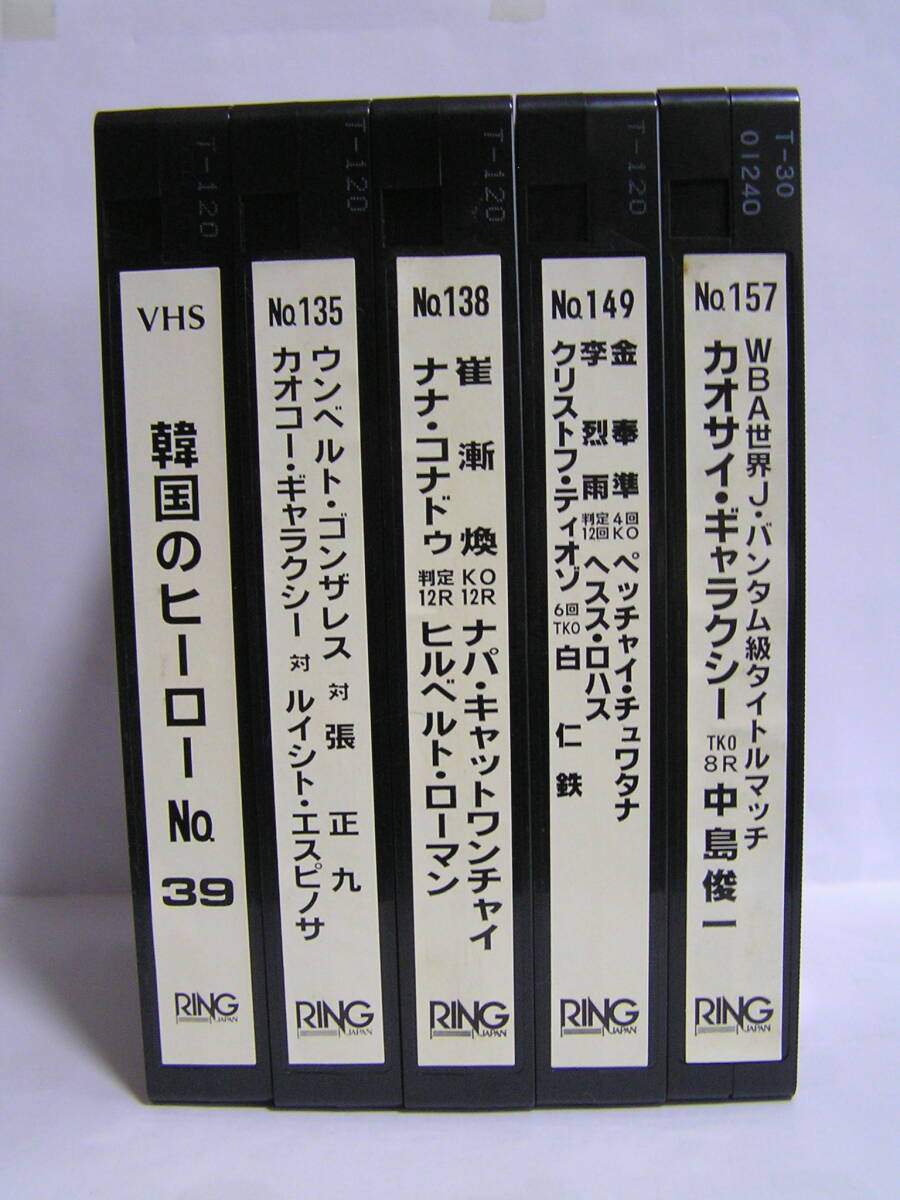 T-120
VHS
韓国のヒーロー No. 39
RING JAPAN
T-120
No.135
ウンベルト・ゴンザレス 対 張正九
カオコー・ギャラクシー 対 ルイシト・エスピノサ
RING JAPAN
T-120
No.138
崔漸煥 KO 12R ナパ・キャットワンチャイ
ナナ・コナドゥ 判定 12R ヒルベルト・ローマン
RING JAPAN
T-120
No.149
金奉準 4回 KO ペッチャイ・チュワタナ
李烈雨 判定 12回 ヘスス・ロハス
クリストフ・ティオゾ 6回 TKO 白仁鉄
RING JAPAN
T-30
01240
No.157
WBA世界J・バンタム級タイトルマッチ
カオサイ・ギャラクシー TKO 8R 中島俊一
RING JAPAN